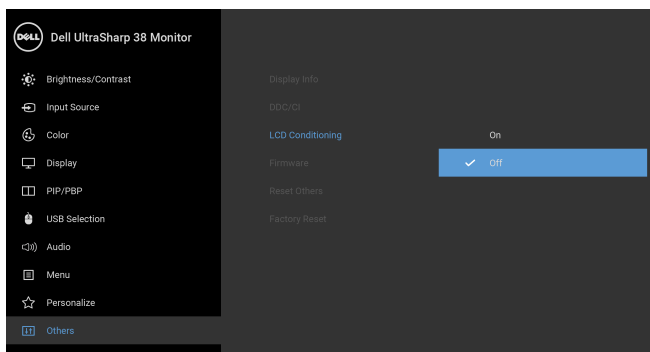 DELL Dell UltraSharp 38 Monitor
Brightness/Contrast
Input Source
Color
Display
PIP/PBP
USB Selection
Audio
Menu
Personalize
Others
Display Info
DDC/CI
LCD Conditioning
On
Off
Firmware
Reset Others
Factory Reset